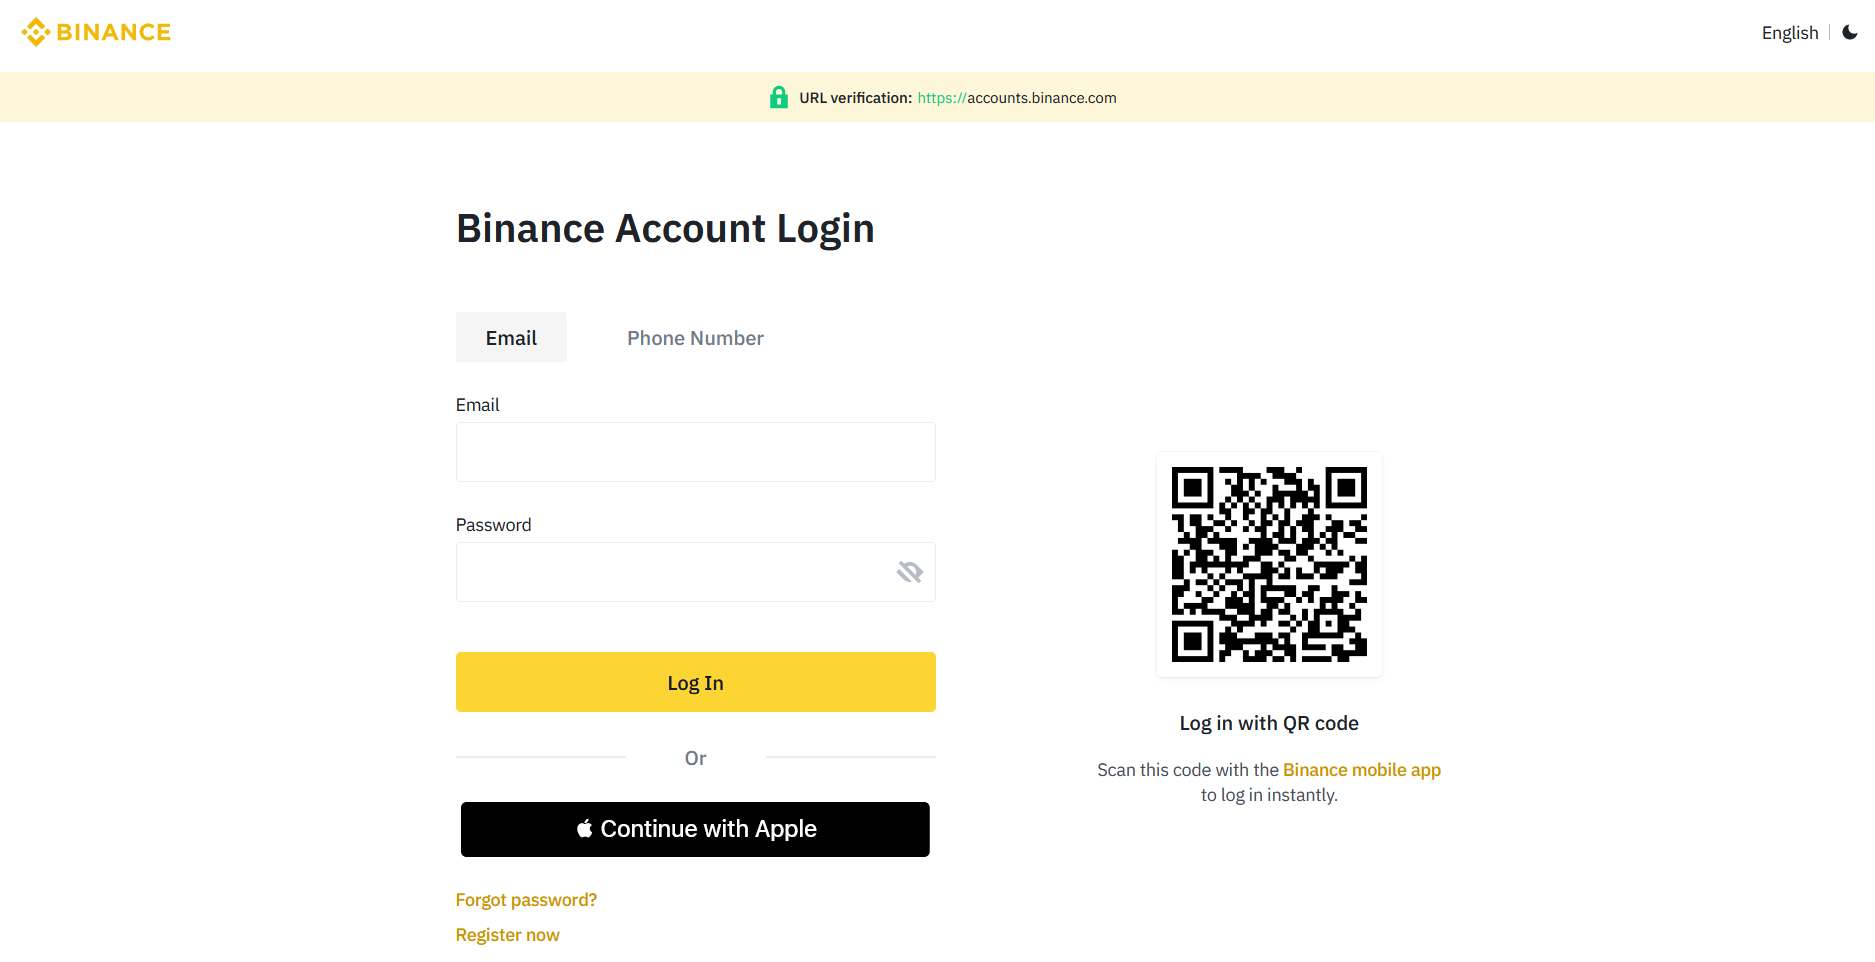 BINANCE
English
URL verification: https://accounts.binance.com
Binance Account Login
Email Phone Number
Email
Password
Log In
Or
Continue with Apple
Forgot password?
Register now
Log in with QR code
Scan this code with the Binance mobile app
to log in instantly.